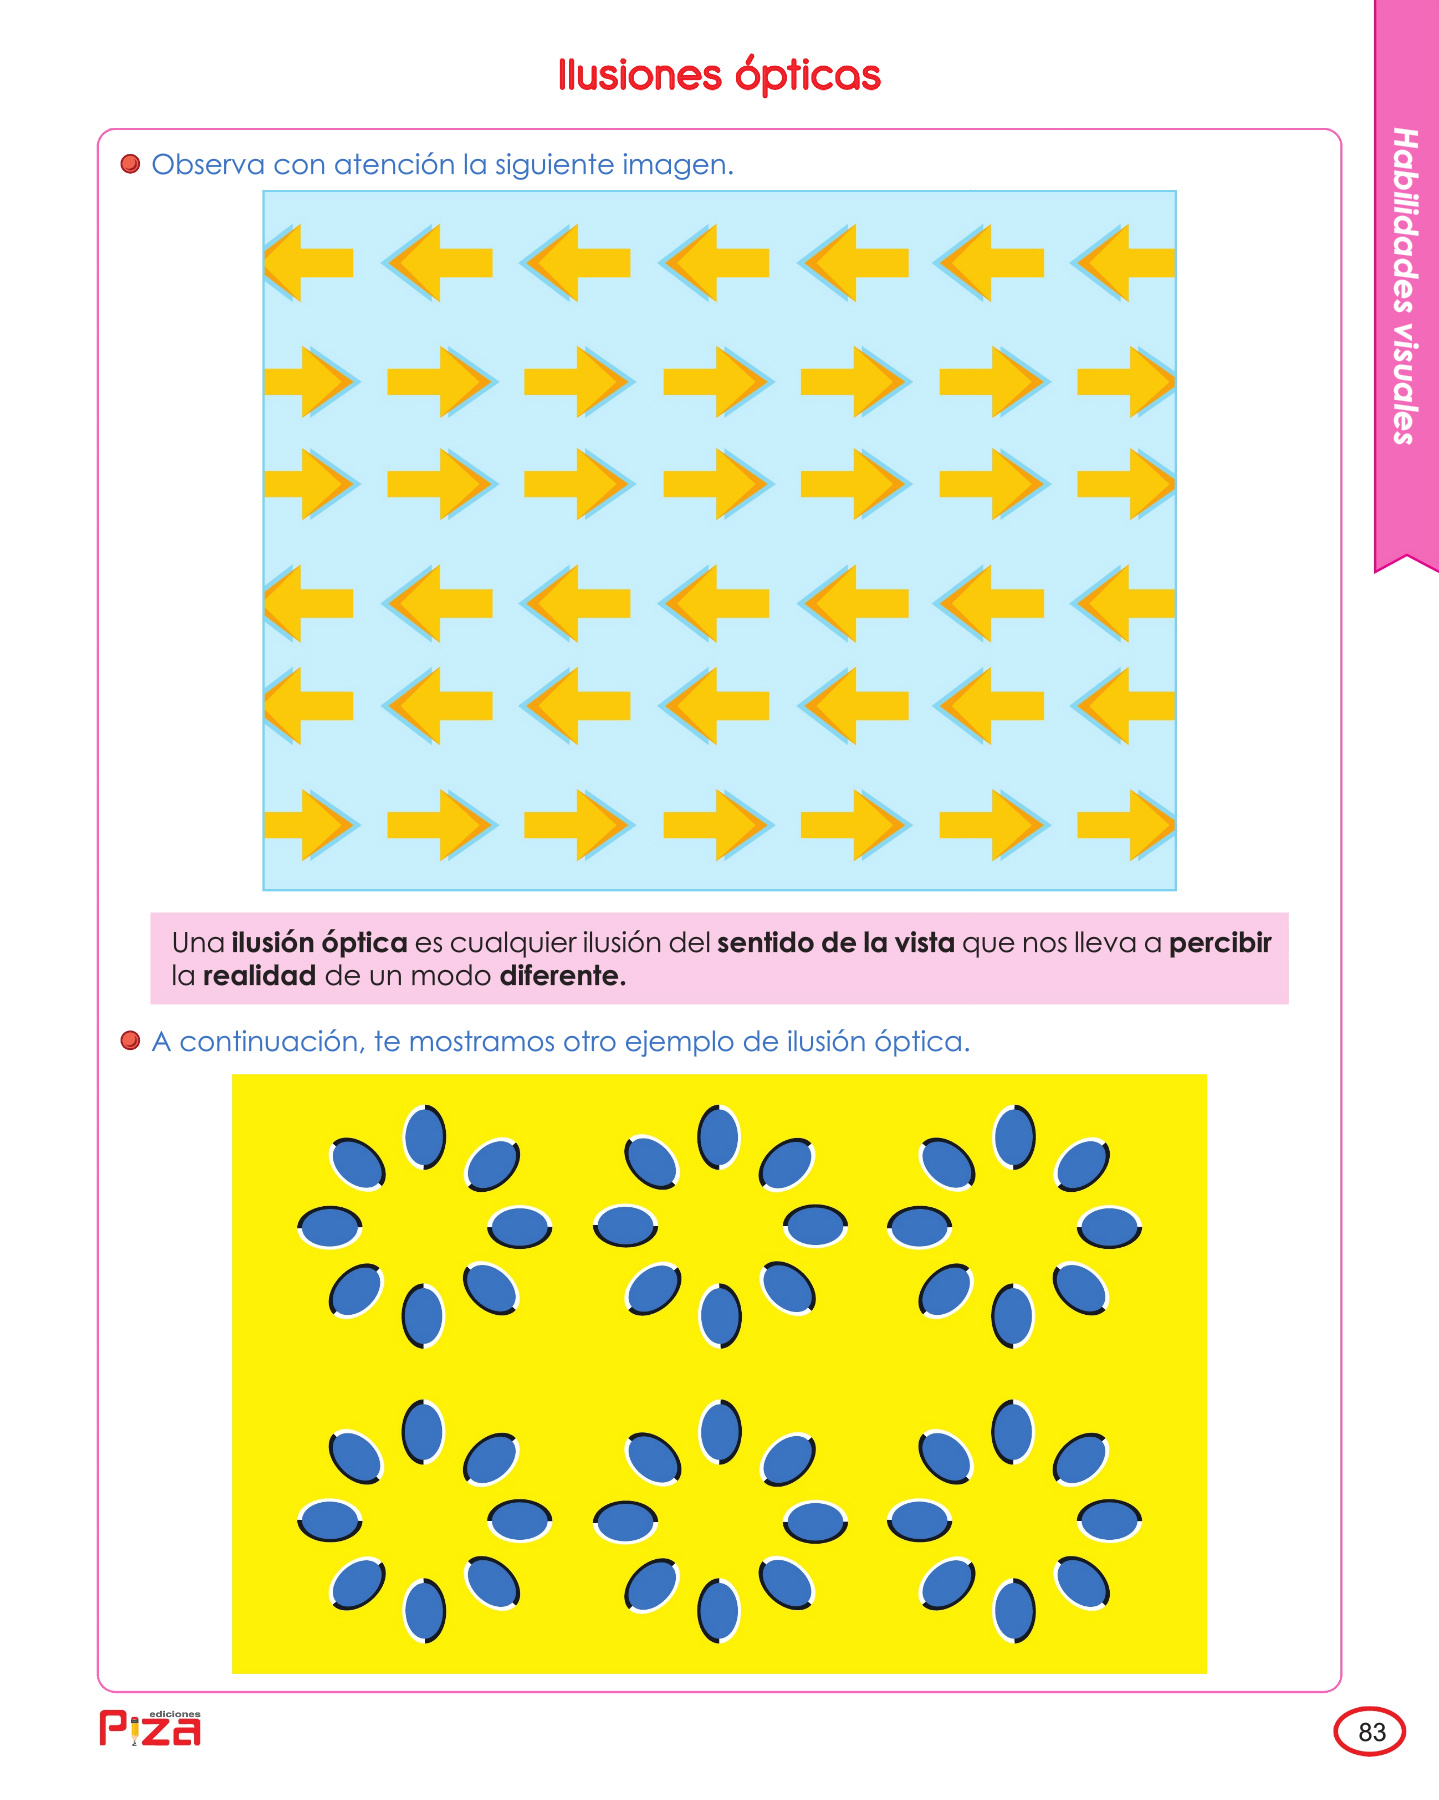 Ilusiones ópticas
Habilidades visuales
Observa con atención la siguiente imagen.
Una ilusión óptica es cualquier ilusión del sentido de la vista que nos lleva a percibir
la realidad de un modo diferente.
A continuación, te mostramos otro ejemplo de ilusión óptica.
ediciones
Piza
83